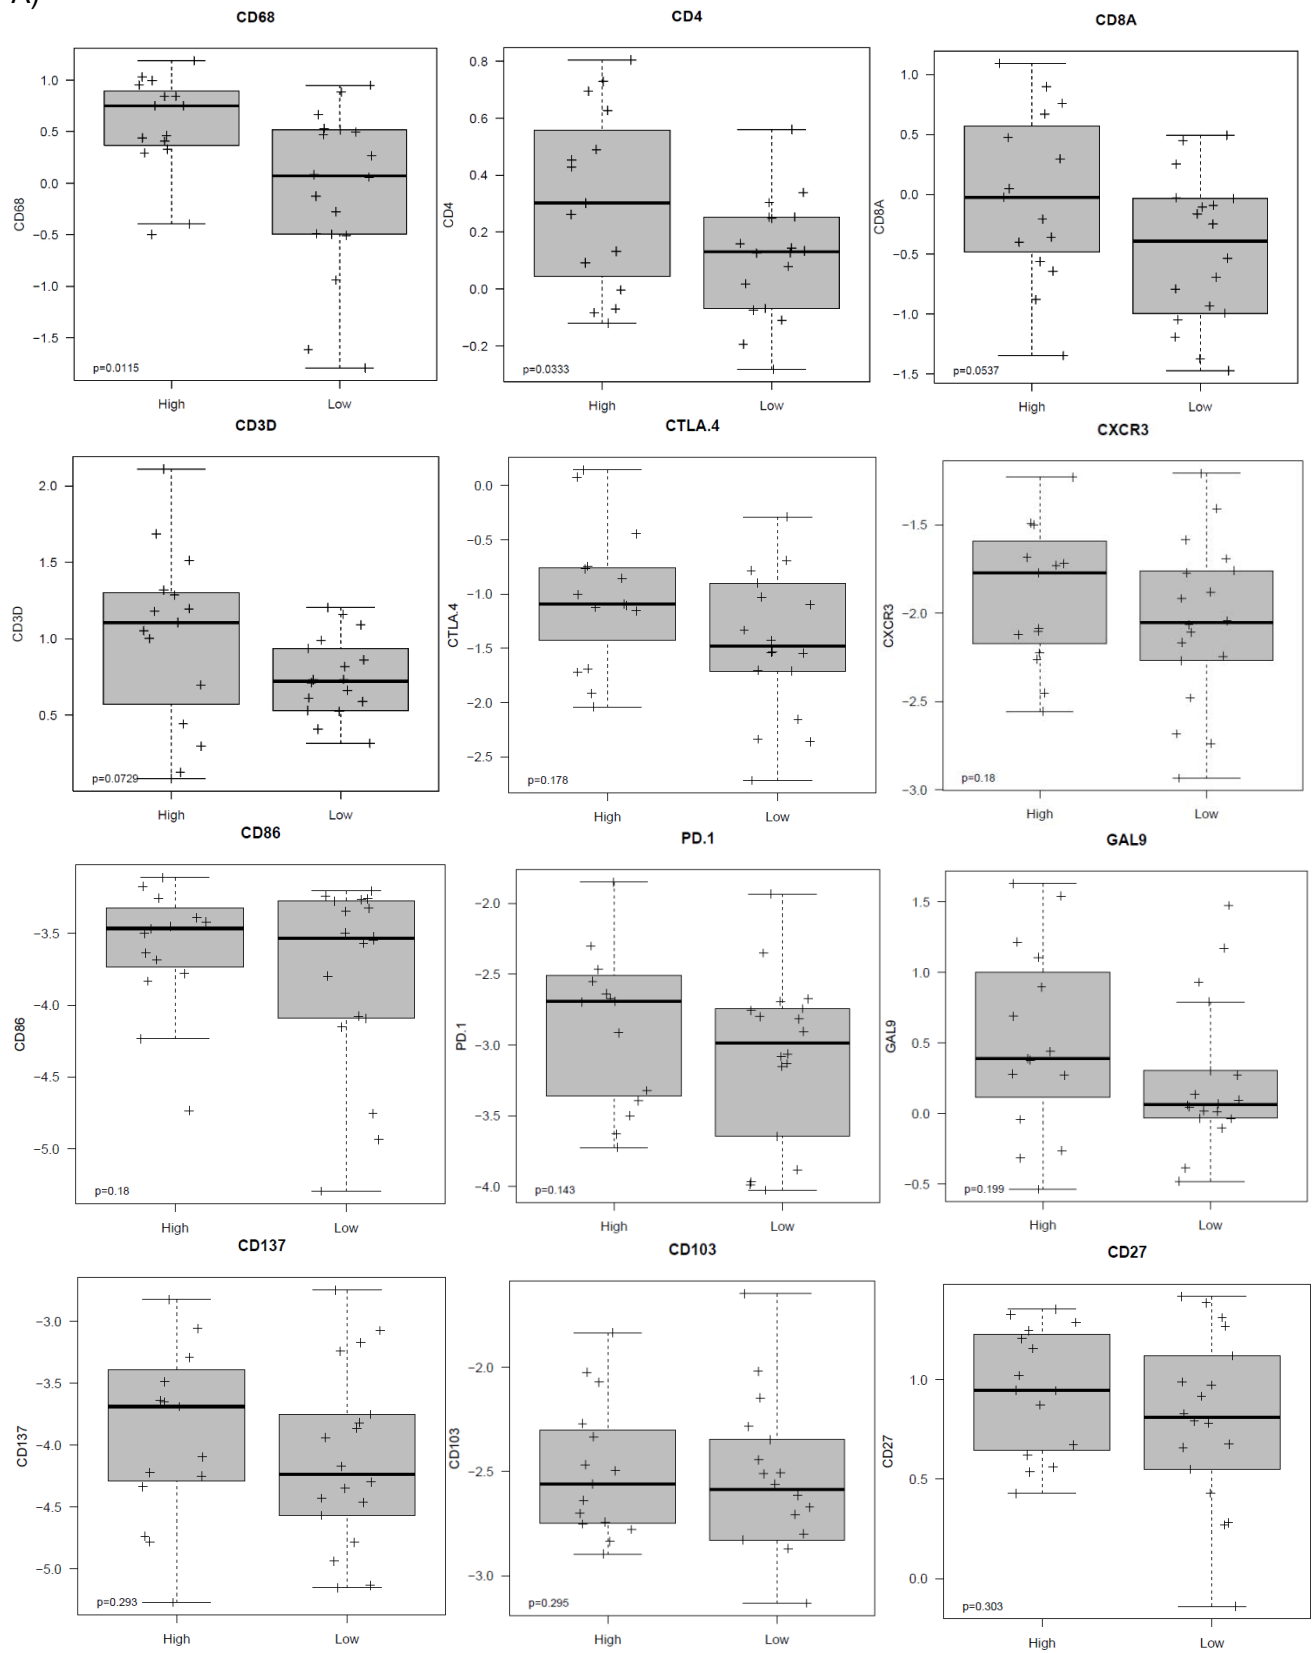 A)
CD68
1.0
0.5
0.0
−0.5
−1.0
−1.5
CD68
p=0.0115
High
Low
CD4
0.8
0.6
0.4
0.2
0.0
−0.2
CD4
p=0.0333
High
Low
CD8A
1.0
0.5
0.0
−0.5
−1.0
−1.5
CD8A
p=0.0537
High
Low
CD3D
2.0
1.5
1.0
0.5
CD3D
p=0.0729
High
Low
CTLA.4
0.0
−0.5
−1.0
−1.5
−2.0
−2.5
CTLA.4
p=0.178
High
Low
CXCR3
−1.5
−2.0
−2.5
−3.0
CXCR3
p=0.18
High
Low
CD86
−3.5
−4.0
−4.5
−5.0
CD86
p=0.18
High
Low
PD.1
−2.0
−2.5
−3.0
−3.5
−4.0
PD.1
p=0.143
High
Low
GAL9
1.5
1.0
0.5
0.0
−0.5
GAL9
p=0.199
High
Low
CD137
−3.0
−3.5
−4.0
−4.5
−5.0
CD137
p=0.293
High
Low
CD103
−2.0
−2.5
−3.0
CD103
p=0.295
High
Low
CD27
1.0
0.5
0.0
CD27
p=0.303
High
Low